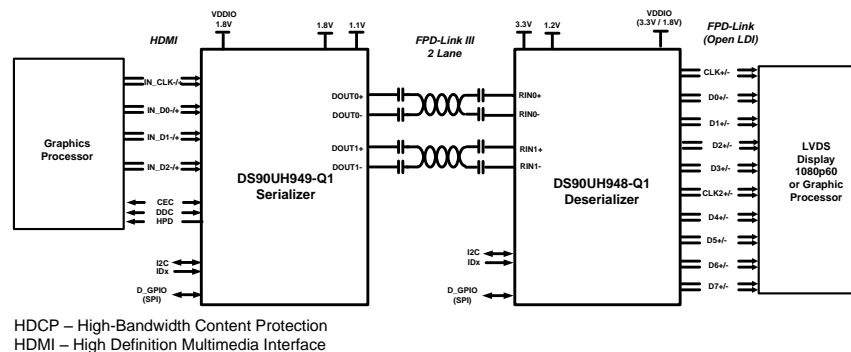 VDDIO
1.8V
1.8V
1.1V
3.3V
1.2V
VDDIO
(3.3V / 1.8V)
HDMI
FPD-Link III
2 Lane
FPD-Link
(Open LDI)
Graphics
Processor
IN_CLK-/+
IN_D0-/+
IN_D1-/+
IN_D2-/+
CEC
DDC
HPD
I2C
IDx
D_GPIO
(SPI)
DS90UH949-Q1
Serializer
DOUT0+
DOUT0-
DOUT1+
DOUT1-
RIN0+
RIN0-
RIN1+
RIN1-
DS90UH948-Q1
Deserializer
I2C
IDx
D_GPIO
(SPI)
CLK+/-
D0+/-
D1+/-
D2+/-
D3+/-
CLK2+/-
D4+/-
D5+/-
D6+/-
D7+/-
LVDS
Display
1080p60
or Graphic
Processor
HDCP – High-Bandwidth Content Protection
HDMI – High Definition Multimedia Interface